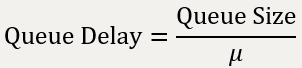 Queue Delay = Queue Size / μ